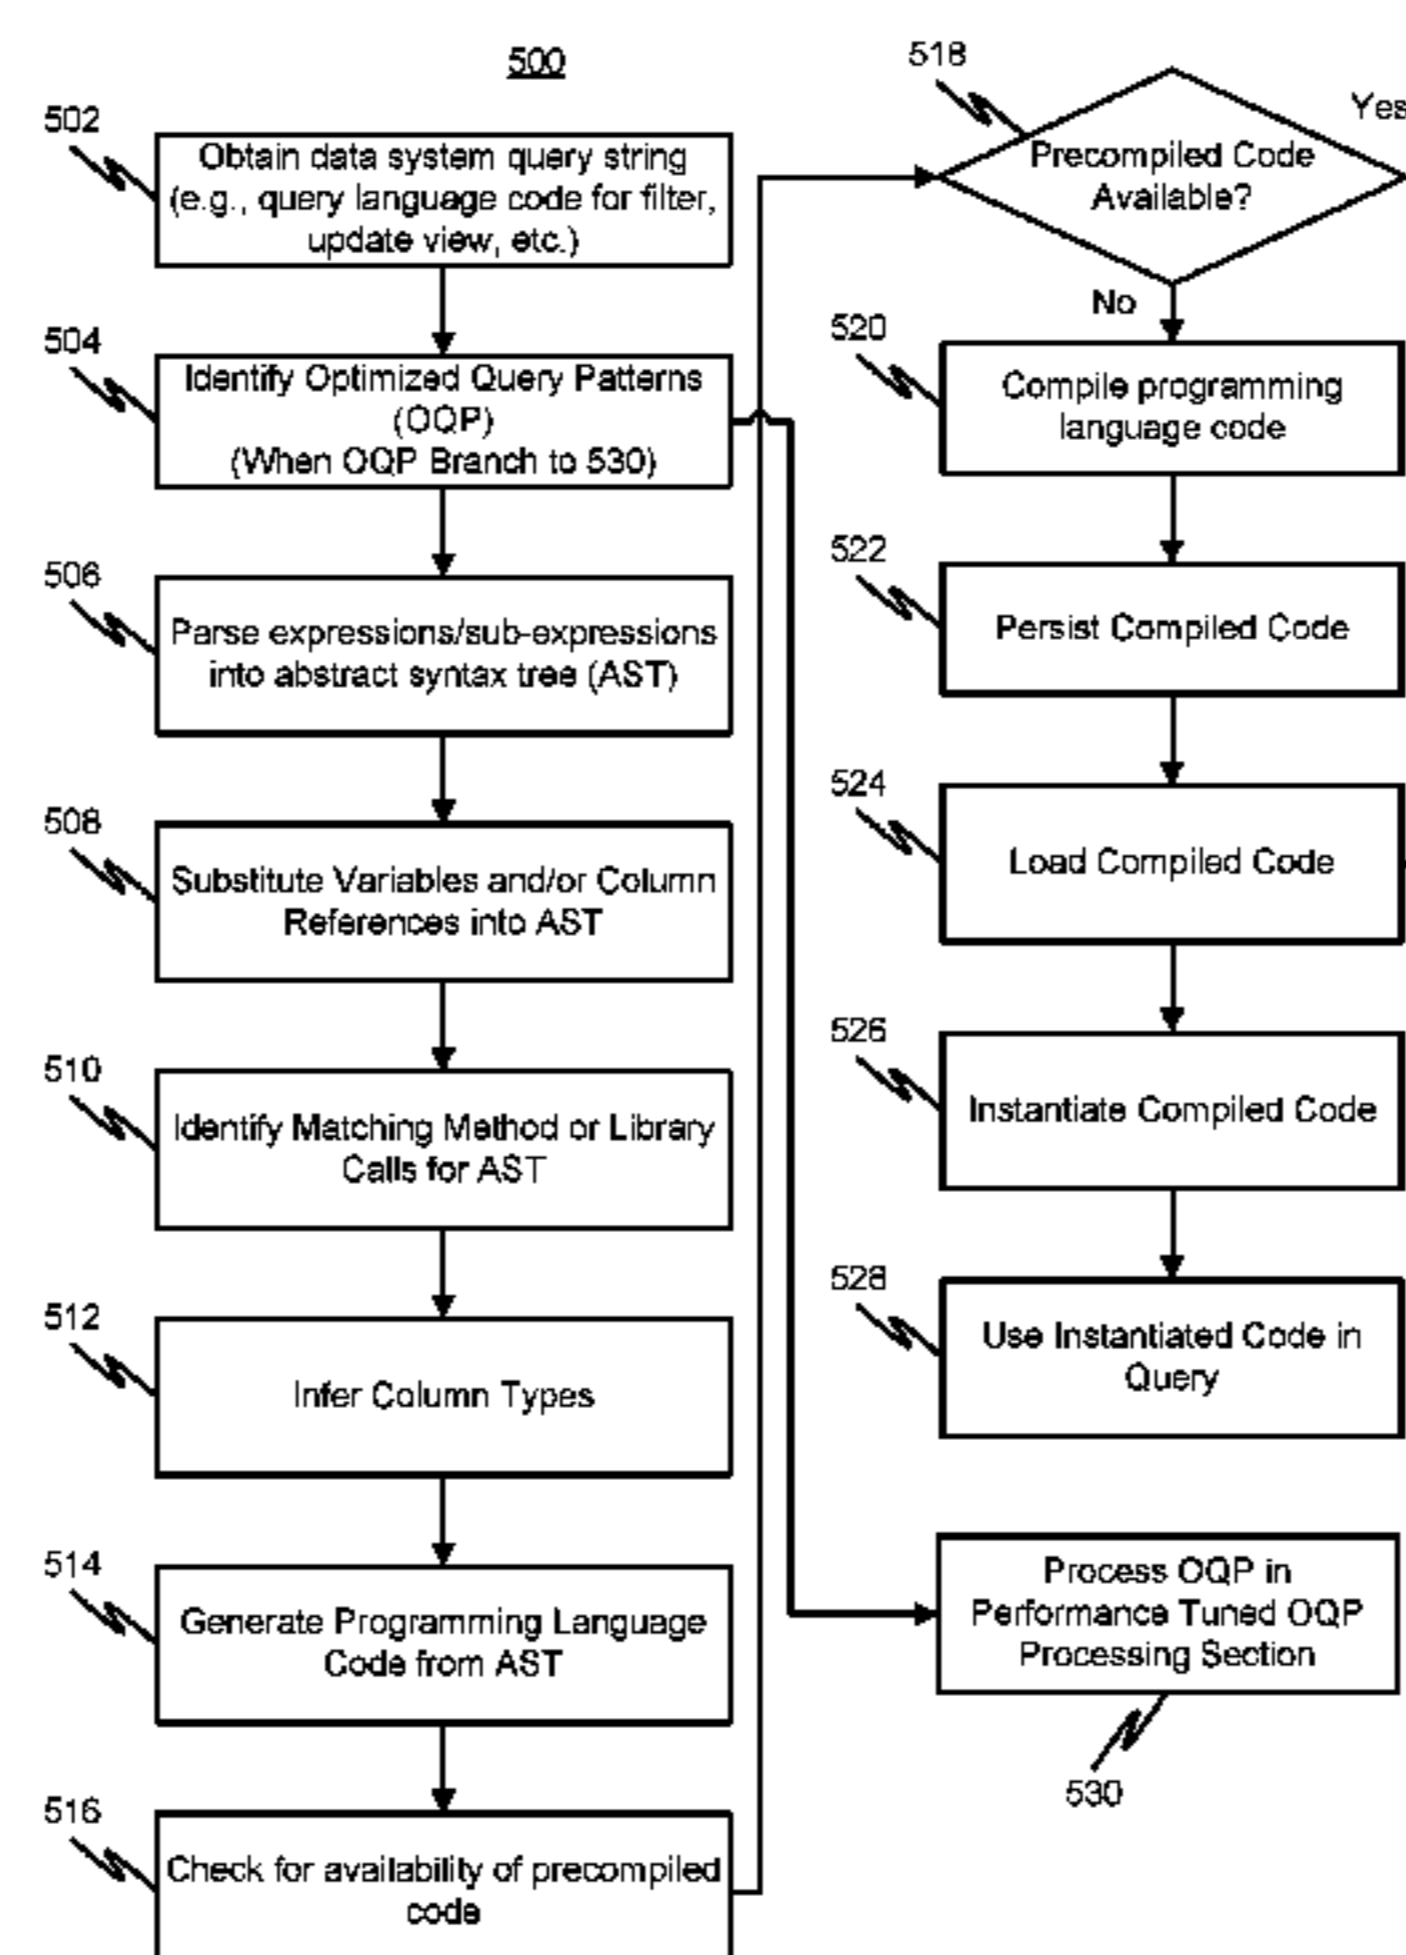 500
502
Obtain data system query string
(e.g., query language code for filter,
update view, etc.)
504
Identify Optimized Query Patterns
(OQP)
(When OQP Branch to 530)
506
Parse expressions/sub-expressions
into abstract syntax tree (AST)
508
Substitute Variables and/or Column
References into AST
510
Identify Matching Method or Library
Calls for AST
512
Infer Column Types
514
Generate Programming Language
Code from AST
516
Check for availability of precompiled
code
518
Precompiled Code
Available?
Yes
No
520
Compile programming
language code
522
Persist Compiled Code
524
Load Compiled Code
526
Instantiate Compiled Code
528
Use Instantiated Code in
Query
Process OQP in
Performance Tuned OQP
Processing Section
530